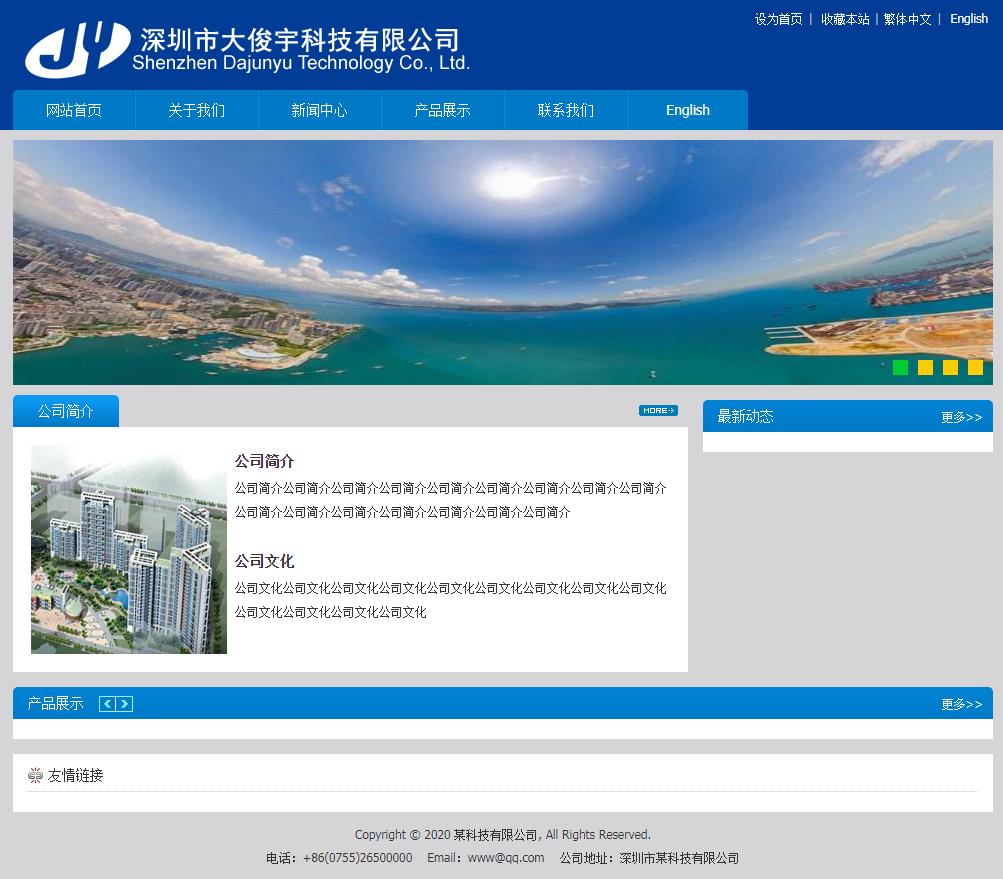 设为首页 | 收藏本站 | 繁体中文 | English
深圳市大俊宇科技有限公司
Shenzhen Dajunyu Technology Co., Ltd.
网站首页 关于我们 新闻中心 产品展示 联系我们 English
公司简介 MORE
最新动态 更多>>
公司简介
公司简介公司简介公司简介公司简介公司简介公司简介公司简介公司简介公司简介
公司简介公司简介公司简介公司简介公司简介公司简介公司简介
公司文化
公司文化公司文化公司文化公司文化公司文化公司文化公司文化公司文化公司文化
公司文化公司文化公司文化公司文化
产品展示 更多>>
友情链接
Copyright © 2020 某科技有限公司, All Rights Reserved.
电话：+86(0755)26500000 Email：www@qq.com 公司地址：深圳市某科技有限公司